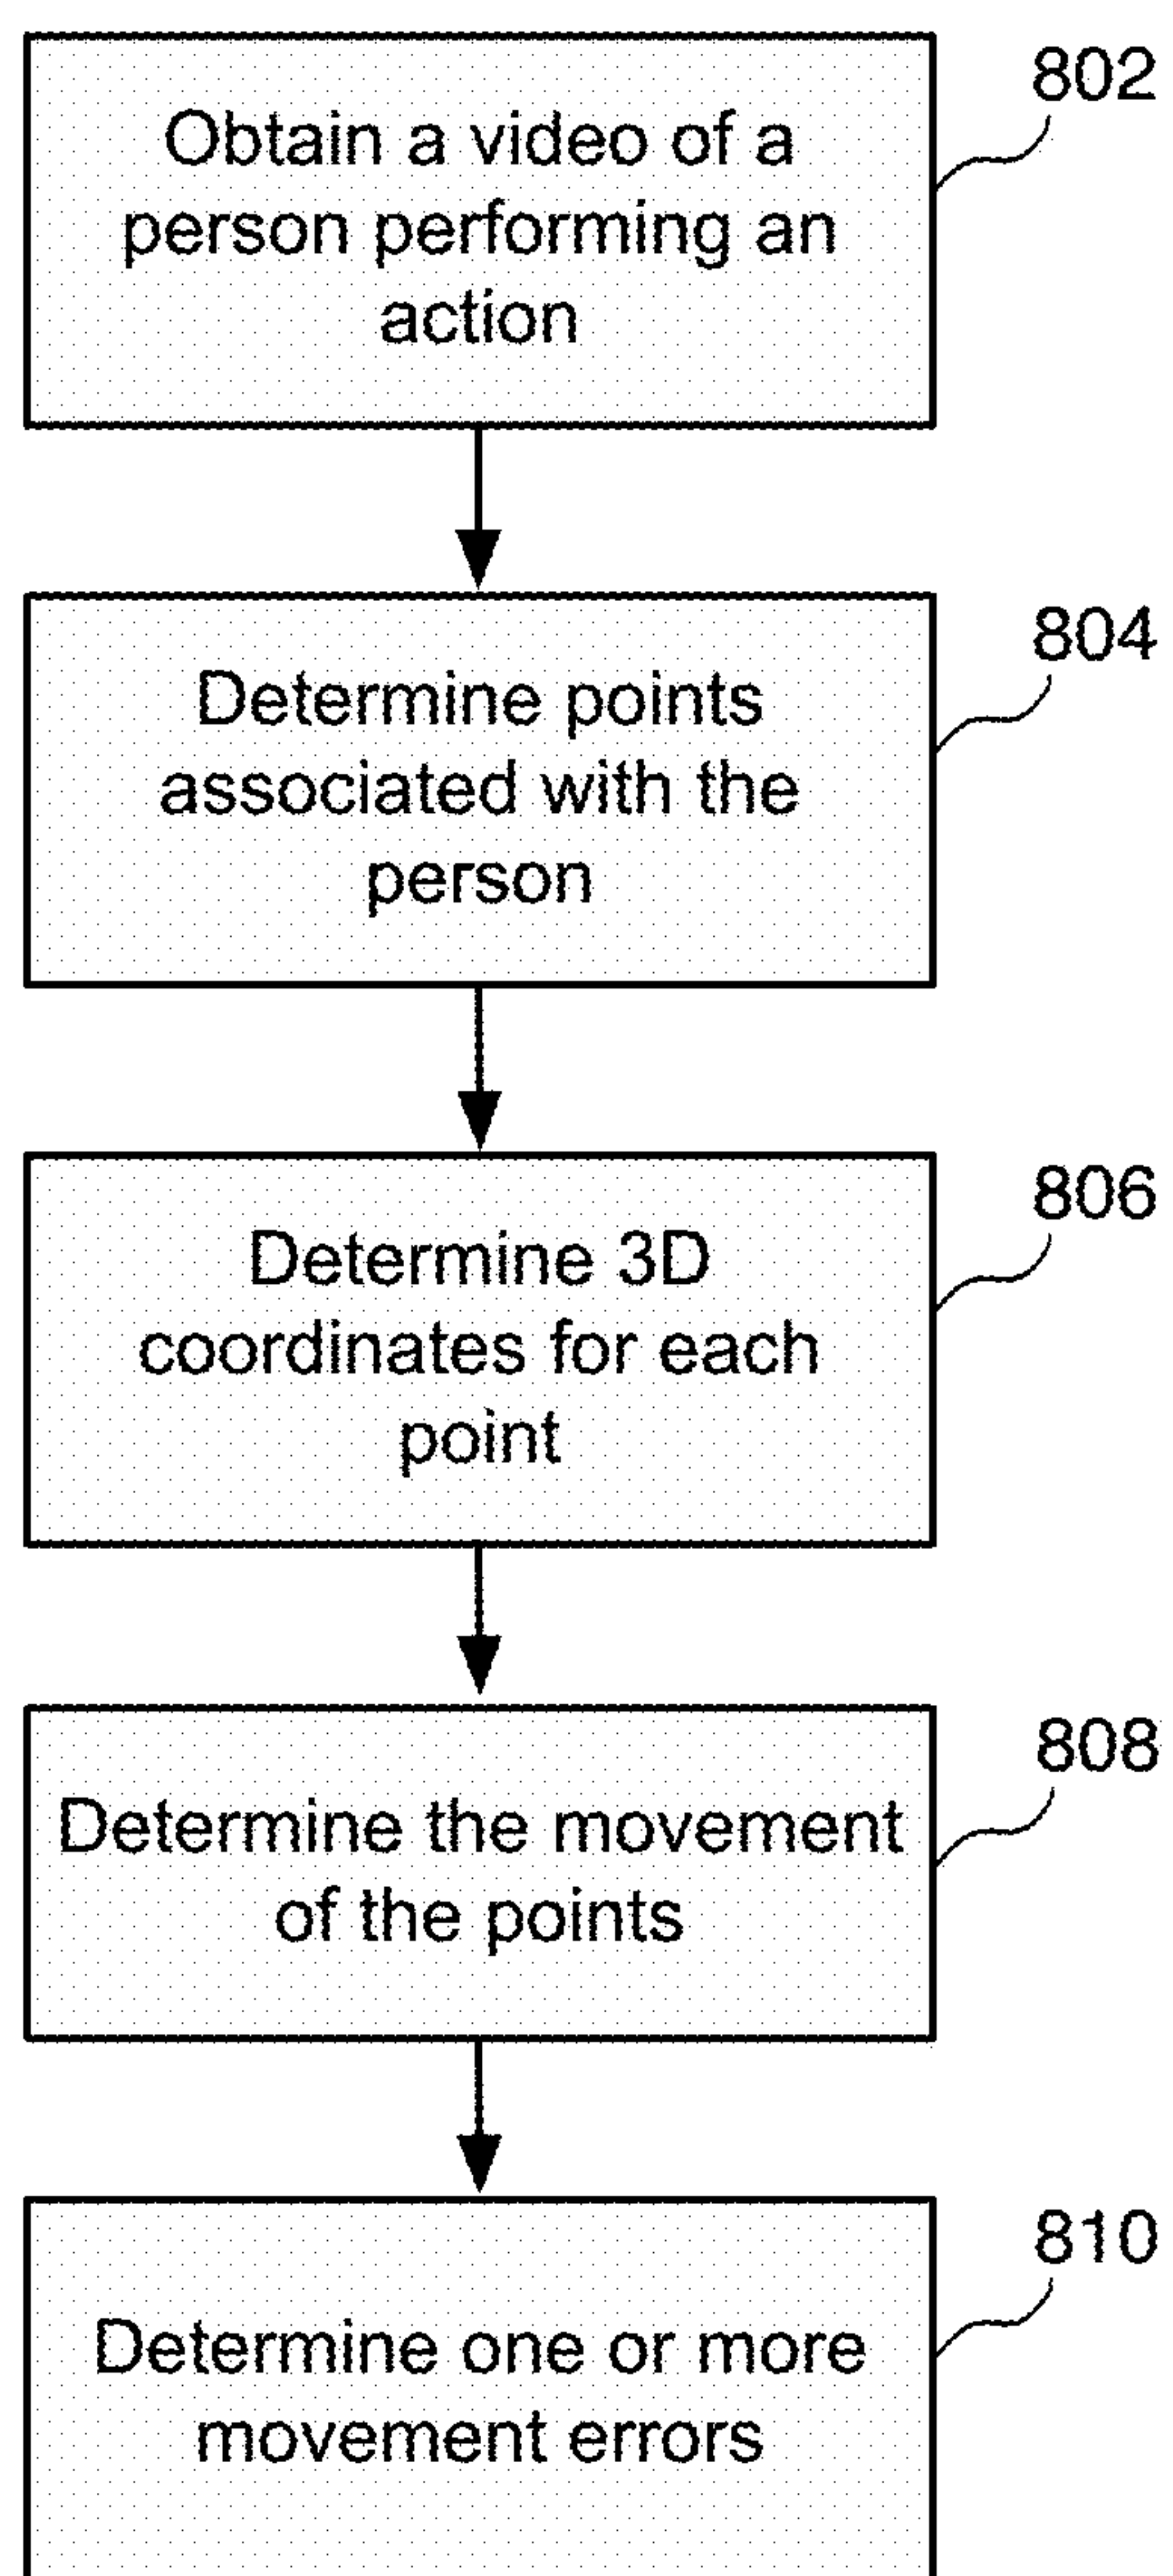 802
Obtain a video of a
person performing an
action
804
Determine points
associated with the
person
806
Determine 3D
coordinates for each
point
808
Determine the movement
of the points
810
Determine one or more
movement errors